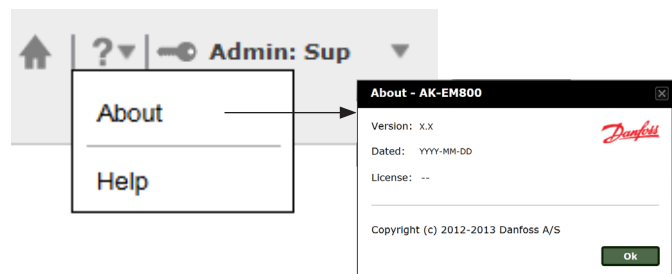 ? Admin: Sup
About
Help
About - AK-EM800
Version: X.X
Danfoss
Dated: YYYY-MM-DD
License: --
Copyright (c) 2012-2013 Danfoss A/S
Ok